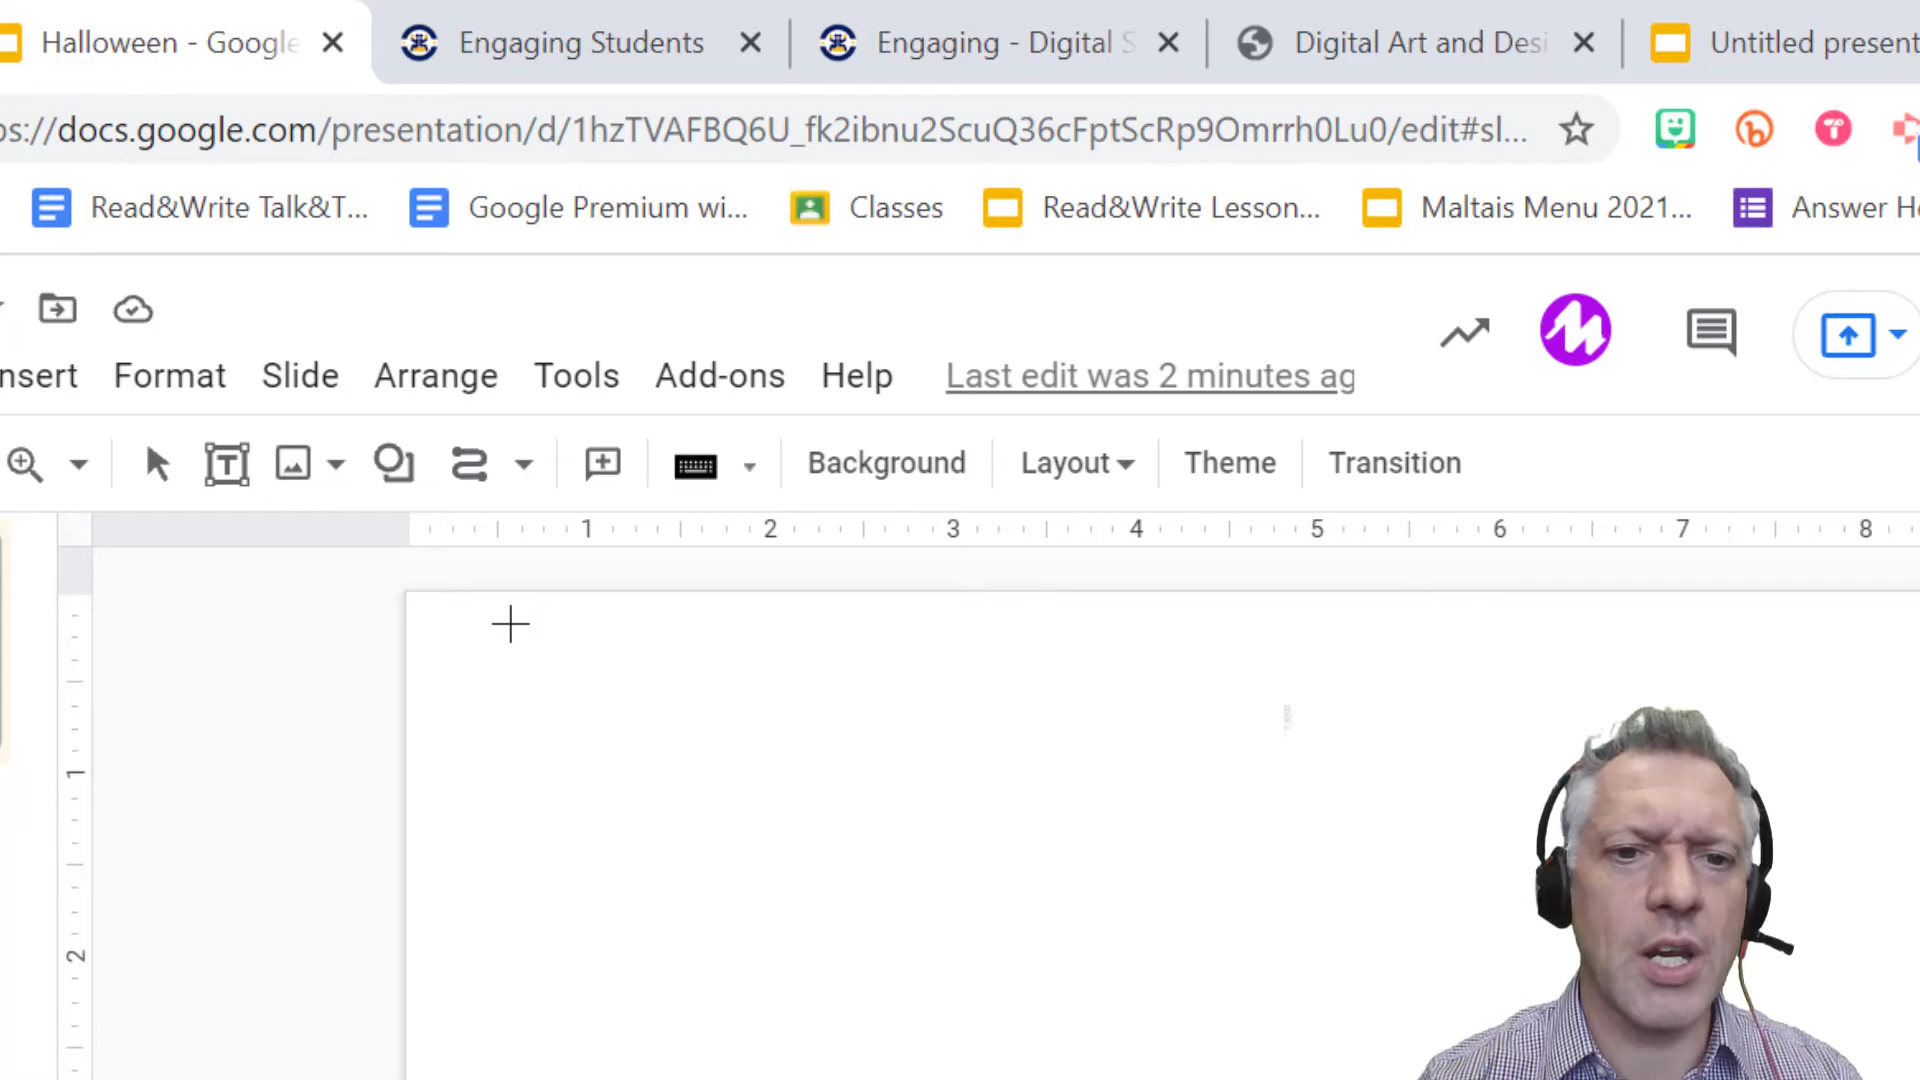 Halloween - Google
Engaging Students
Engaging - Digital S
Digital Art and Desi
Untitled present
ps://docs.google.com/presentation/d/1hzTVAFBQ6U_fk2ibnu2ScuQ36cFptScRp9Omrrh0Lu0/edit#sl...
Read&Write Talk&T... Google Premium wi... Classes Read&Write Lesson... Maltais Menu 2021... Answer He
nsert Format Slide Arrange Tools Add-ons Help Last edit was 2 minutes ag
Background Layout Theme Transition
1 2 3 4 5 6 7 8
1
2